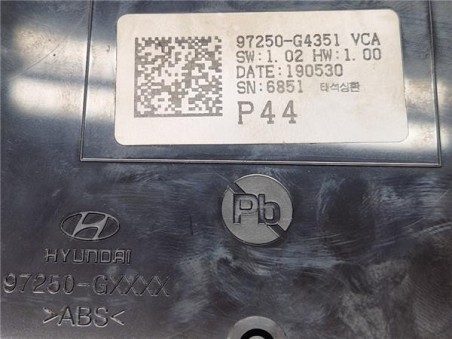 97250-G4351 VCA
SW:1.02 HW:1.00
DATE:190530
SN:6851 태석심환
P44
Pb
HYUNDAI
97250-GXXXX
>ABS<